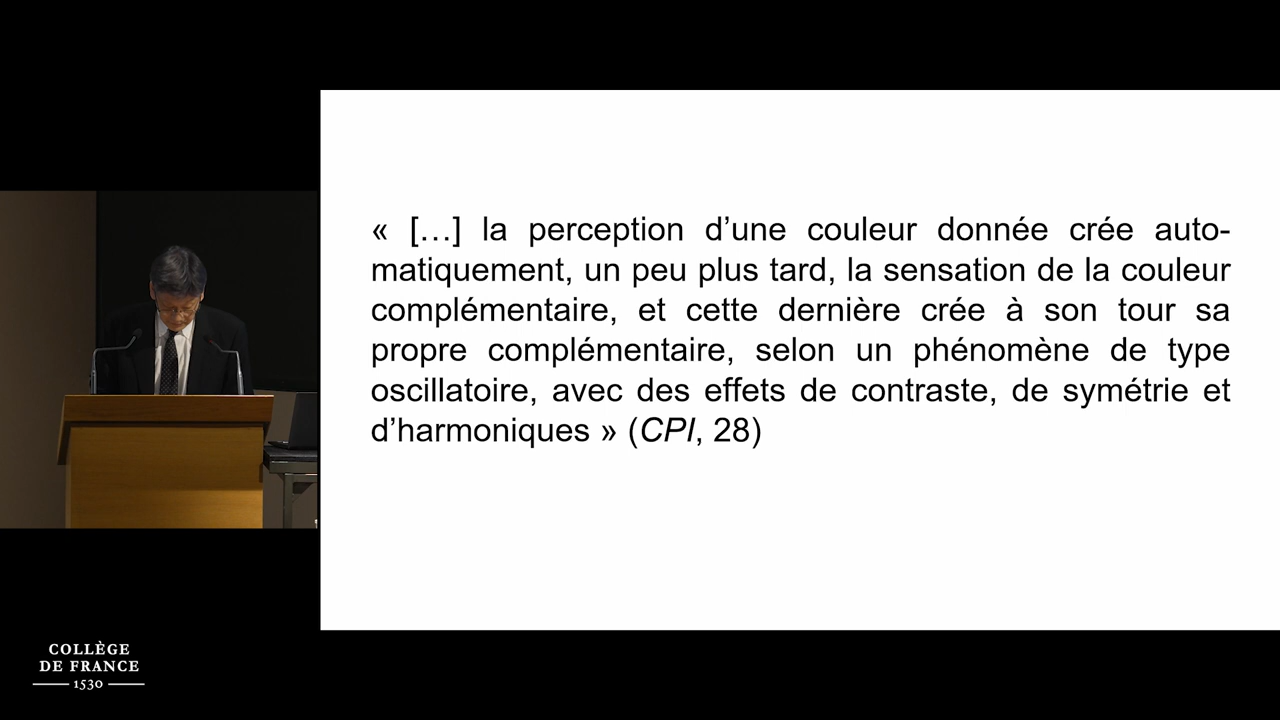 « […] la perception d’une couleur donnée crée auto-
matiquement, un peu plus tard, la sensation de la couleur
complémentaire, et cette dernière crée à son tour sa
propre complémentaire, selon un phénomène de type
oscillatoire, avec des effets de contraste, de symétrie et
d’harmoniques » (CPI, 28)
COLLÈGE
DE FRANCE
1530